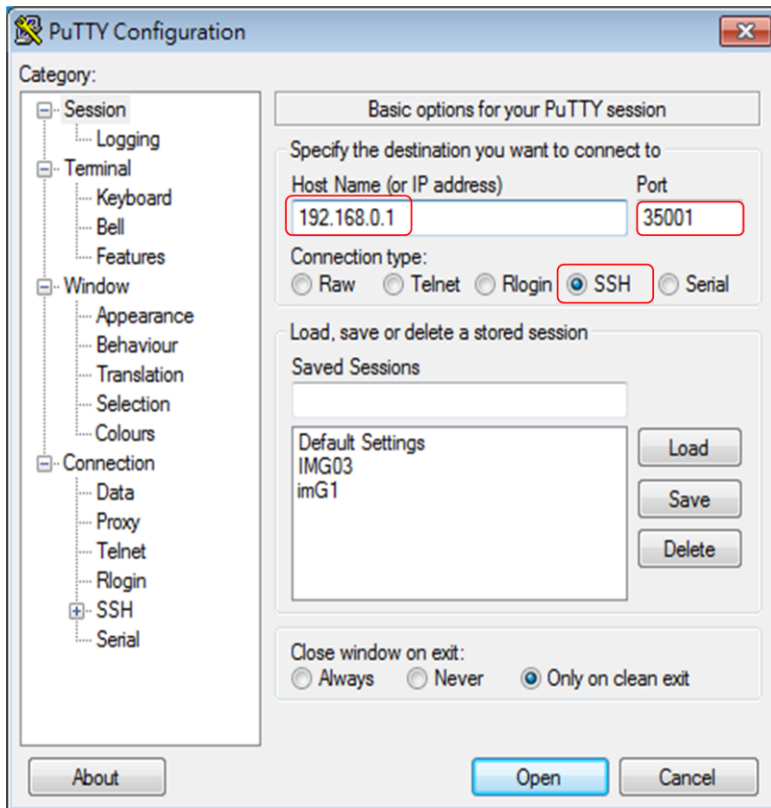 PuTTY Configuration
Category:
Session
Logging
Terminal
Keyboard
Bell
Features
Window
Appearance
Behaviour
Translation
Selection
Colours
Connection
Data
Proxy
Telnet
Rlogin
SSH
Serial
Basic options for your PuTTY session
Specify the destination you want to connect to
Host Name (or IP address) Port
192.168.0.1 35001
Connection type:
Raw Telnet Rlogin SSH Serial
Load, save or delete a stored session
Saved Sessions
Default Settings
IMG03
imG1
Load
Save
Delete
Close window on exit:
Always Never Only on clean exit
About Open Cancel